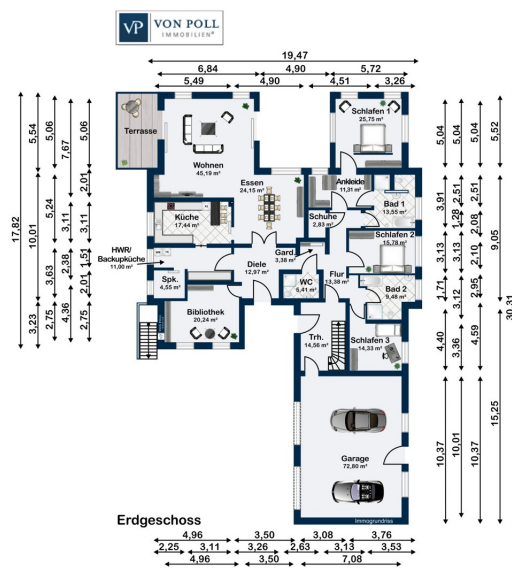 VP VON POLL
IMMOBILIEN®
19,47
6,84 4,90 5,72
5,49 4,90 4,51 3,26
Terrasse
Wohnen
45,19 m²
Schlafen 1
25,75 m²
Essen
24,15 m²
Ankleide
11,31 m²
Bad 1
13,55 m²
Küche
17,44 m²
Schuhe
2,83 m²
Schlafen 2
15,78 m²
HWR/
Backupküche
11,00 m²
Gard.
3,38 m²
Diele
12,97 m²
Flur
13,38 m²
Spk.
4,55 m²
WC
5,41 m²
Bad 2
9,48 m²
Bibliothek
20,24 m²
Trh.
14,56 m²
Schlafen 3
14,33 m²
Garage
72,80 m²
Immogrundriss
Erdgeschoss
17,82
5,54
10,01
3,23
5,06
5,24
3,63
2,75
7,67
3,11
2,38
4,36
5,06
2,01
3,11
1,51
2,01
2,75
5,04
3,91
3,13
1,71
4,40
10,37
5,04
2,51
1,28
3,13
3,12
3,36
10,01
5,04
2,51
2,08
2,10
2,95
4,59
10,37
5,52
9,05
15,25
30,31
4,96 3,50 3,08 3,76
2,25 3,11 3,26 2,63 3,13 3,53
4,96 3,50 7,08